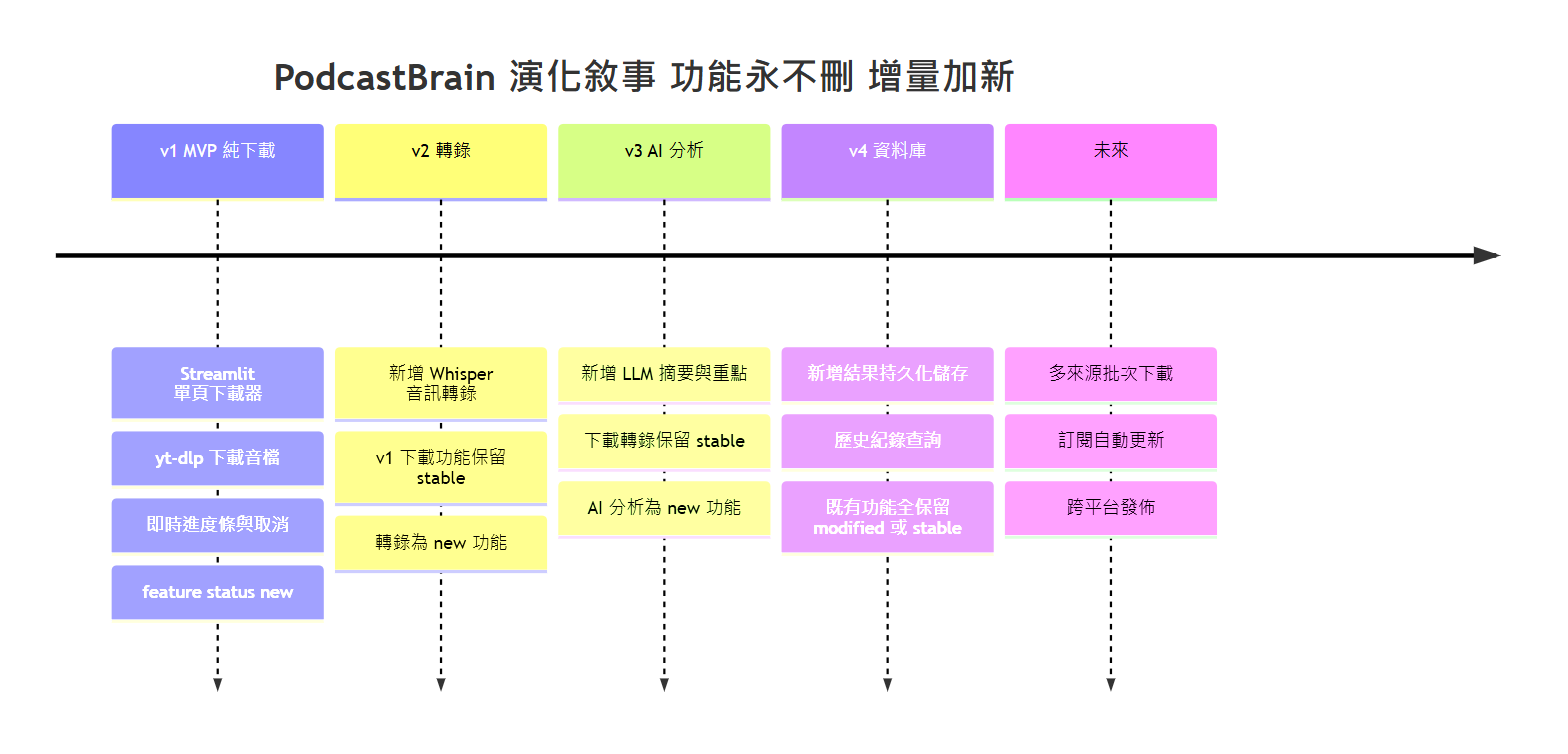 PodcastBrain 演化敘事 功能永不刪 增量加新
v1 MVP 純下載
v2 轉錄
v3 AI 分析
v4 資料庫
未來
Streamlit
單頁下載器
yt-dlp 下載音檔
即時進度條與取消
feature status new
新增 Whisper
音訊轉錄
v1 下載功能保留
stable
轉錄為 new 功能
新增 LLM 摘要與重點
下載轉錄保留 stable
AI 分析為 new 功能
新增結果持久化儲存
歷史紀錄查詢
既有功能全保留
modified 或 stable
多來源批次下載
訂閱自動更新
跨平台發佈